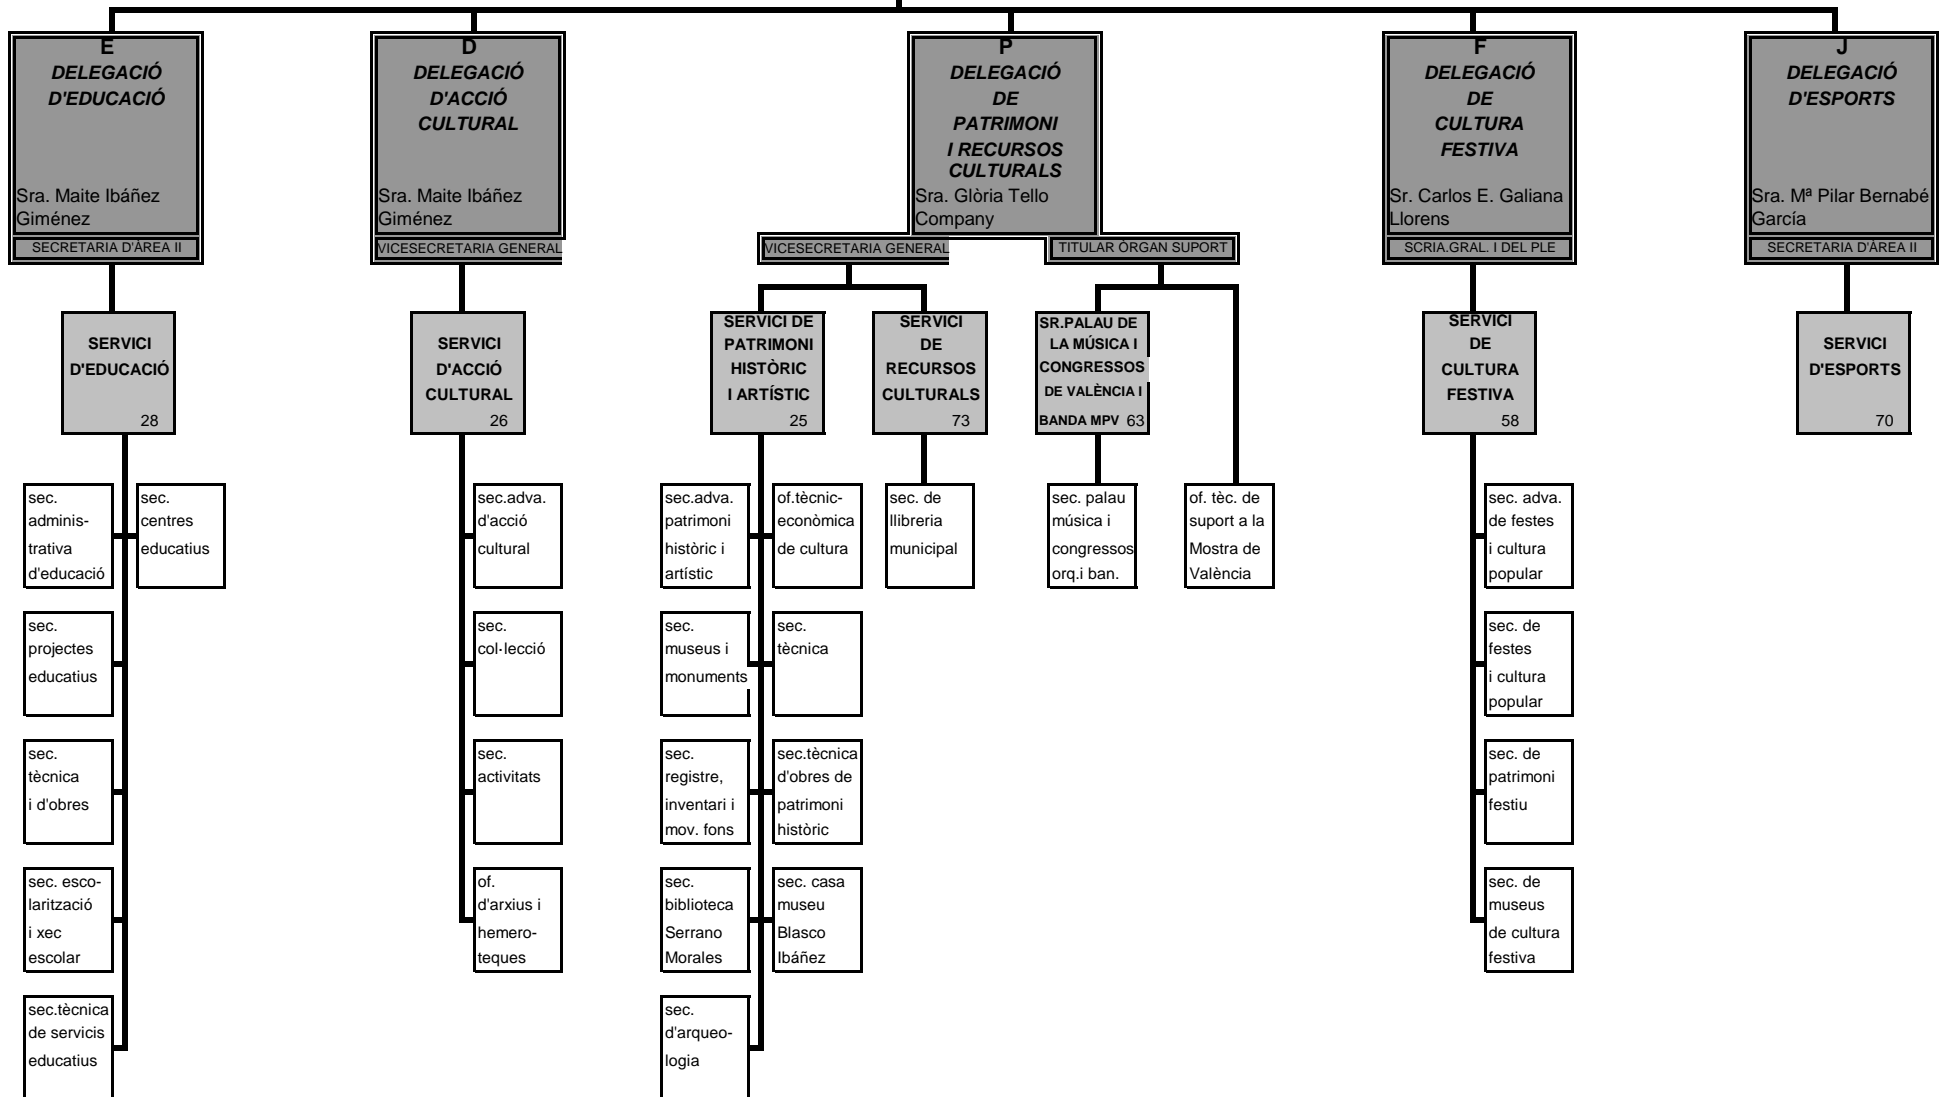 E
DELEGACIÓ
D'EDUCACIÓ
Sra. Maite Ibáñez
Giménez
SECRETARIA D'ÀREA II
D
DELEGACIÓ
D'ACCIÓ
CULTURAL
Sra. Maite Ibáñez
Giménez
VICESECRETARIA GENERAL
P
DELEGACIÓ
DE
PATRIMONI
I RECURSOS
CULTURALS
Sra. Glòria Tello
Company
VICESECRETARIA GENERAL
TITULAR ÒRGAN SUPORT
F
DELEGACIÓ
DE
CULTURA
FESTIVA
Sr. Carlos E. Galiana
Llorens
SCRIA.GRAL. I DEL PLE
J
DELEGACIÓ
D'ESPORTS
Sra. Mª Pilar Bernabé
García
SECRETARIA D'ÀREA II
SERVICI
D'EDUCACIÓ
28
SERVICI
D'ACCIÓ
CULTURAL
26
SERVICI DE
PATRIMONI
HISTÒRIC
I ARTÍSTIC
25
SERVICI
DE
RECURSOS
CULTURALS
73
SR.PALAU DE
LA MÚSICA I
CONGRESSOS
DE VALÈNCIA I
BANDA MPV 63
SERVICI
DE
CULTURA
FESTIVA
58
SERVICI
D'ESPORTS
70
sec.
adminis-
trativa
d'educació
sec.
centres
educatius
sec.
projectes
educatius
sec.
tècnica
i d'obres
sec. esco-
larització
i xec
escolar
sec.tècnica
de servicis
educatius
sec.adva.
d'acció
cultural
sec.
col·lecció
sec.
activitats
of.
d'arxius i
hemero-
teques
sec.adva.
patrimoni
històric i
artístic
of.tècnic-
econòmica
de cultura
sec.
museus i
monuments
sec.
tècnica
sec.
registre,
inventari i
mov. fons
sec.tècnica
d'obres de
patrimoni
històric
sec.
biblioteca
Serrano
Morales
sec. casa
museu
Blasco
Ibáñez
sec.
d'arqueo-
logia
sec. de
llibreria
municipal
sec. palau
música i
congressos
orq.i ban.
of. tèc. de
suport a la
Mostra de
València
sec. adva.
de festes
i cultura
popular
sec. de
festes
i cultura
popular
sec. de
patrimoni
festiu
sec. de
museus
de cultura
festiva